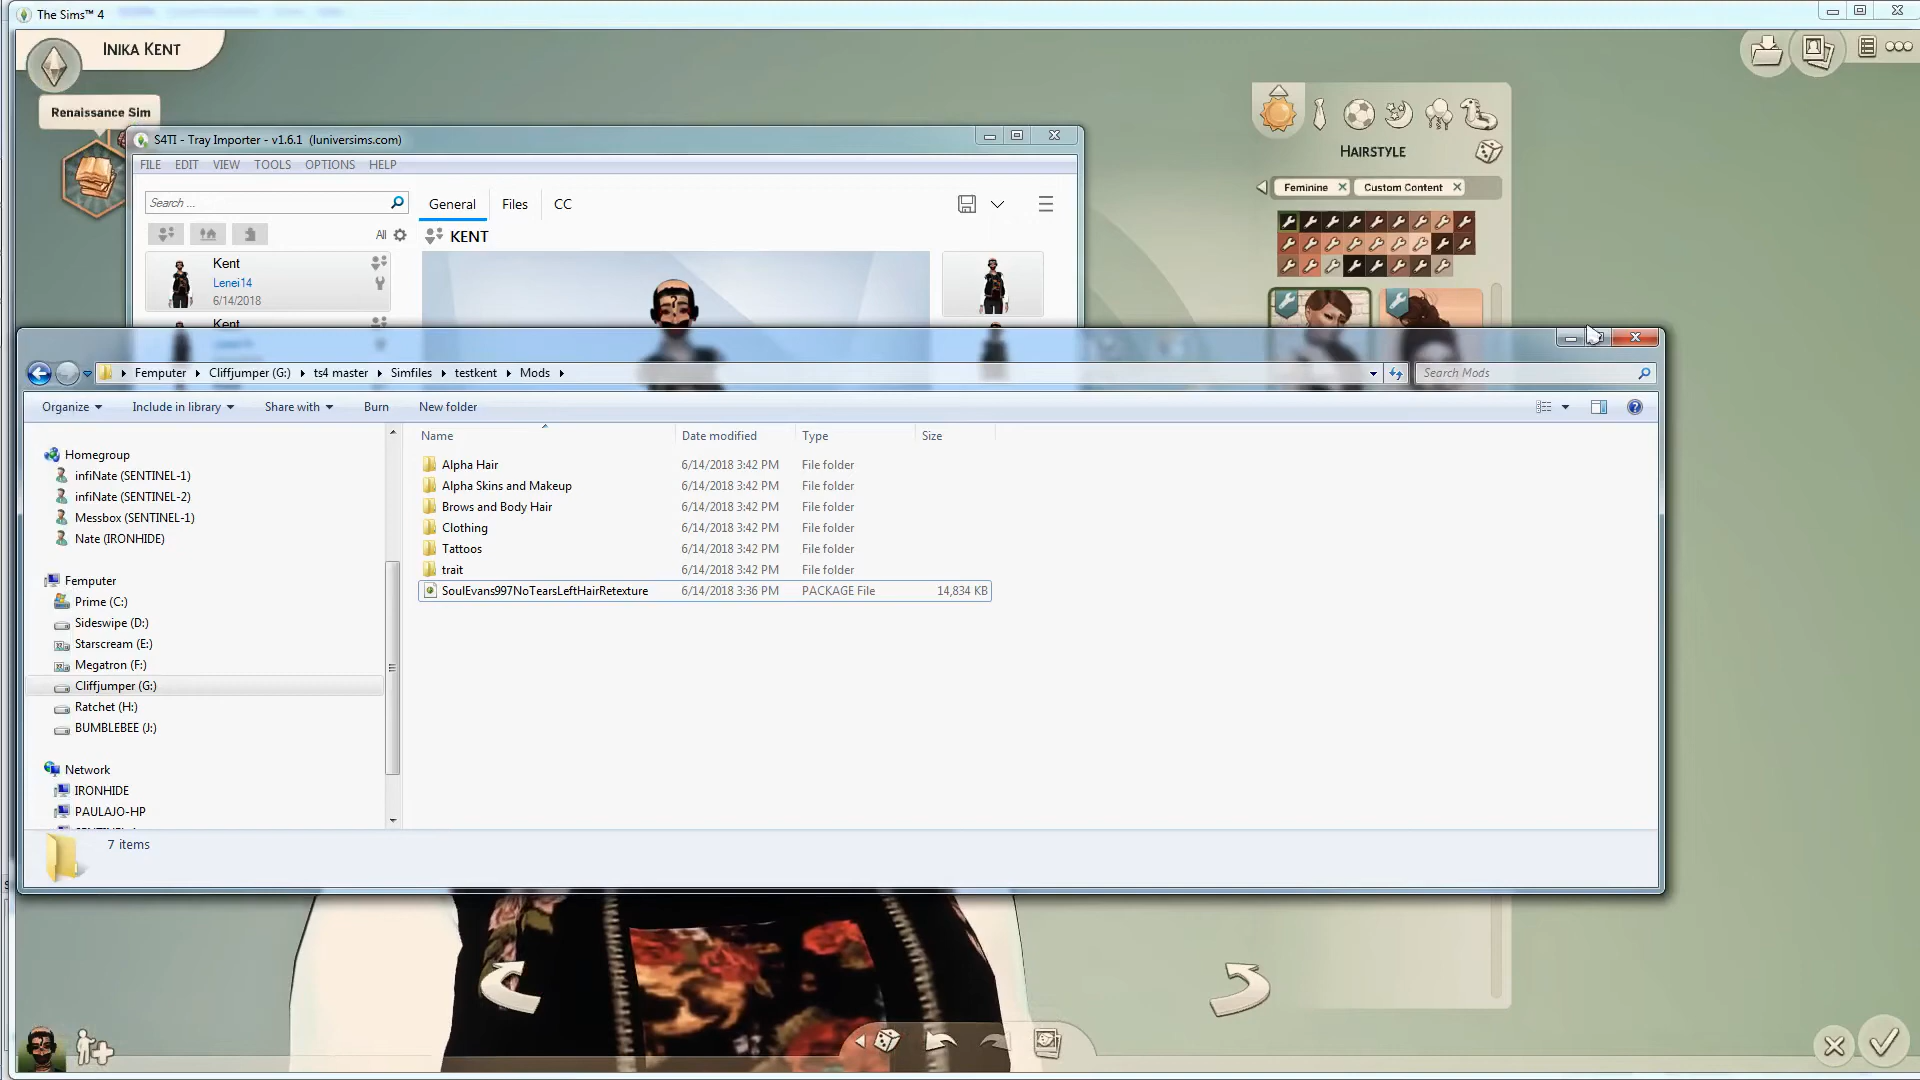 The Sims™ 4
INIKA KENT
Renaissance Sim
S4TI - Tray Importer - v1.6.1 (luniversims.com)
FILE EDIT VIEW TOOLS OPTIONS HELP
Search ...
General Files CC
All
KENT
Kent
Lenei14
6/14/2018
Kent
HAIRSTYLE
Feminine Custom Content
Femputer Cliffjumper (G:) ts4 master Simfiles testkent Mods
Search Mods
Organize Include in library Share with Burn New folder
Name Date modified Type Size
Alpha Hair 6/14/2018 3:42 PM File folder
Alpha Skins and Makeup 6/14/2018 3:42 PM File folder
Brows and Body Hair 6/14/2018 3:42 PM File folder
Clothing 6/14/2018 3:42 PM File folder
Tattoos 6/14/2018 3:42 PM File folder
trait 6/14/2018 3:42 PM File folder
SoulEvans997NoTearsLeftHairRetexture 6/14/2018 3:36 PM PACKAGE File 14,834 KB
Homegroup
infiNate (SENTINEL-1)
infiNate (SENTINEL-2)
Messbox (SENTINEL-1)
Nate (IRONHIDE)
Femputer
Prime (C:)
Sideswipe (D:)
Starscream (E:)
Megatron (F:)
Cliffjumper (G:)
Ratchet (H:)
BUMBLEBEE (J:)
Network
IRONHIDE
PAULAJO-HP
7 items